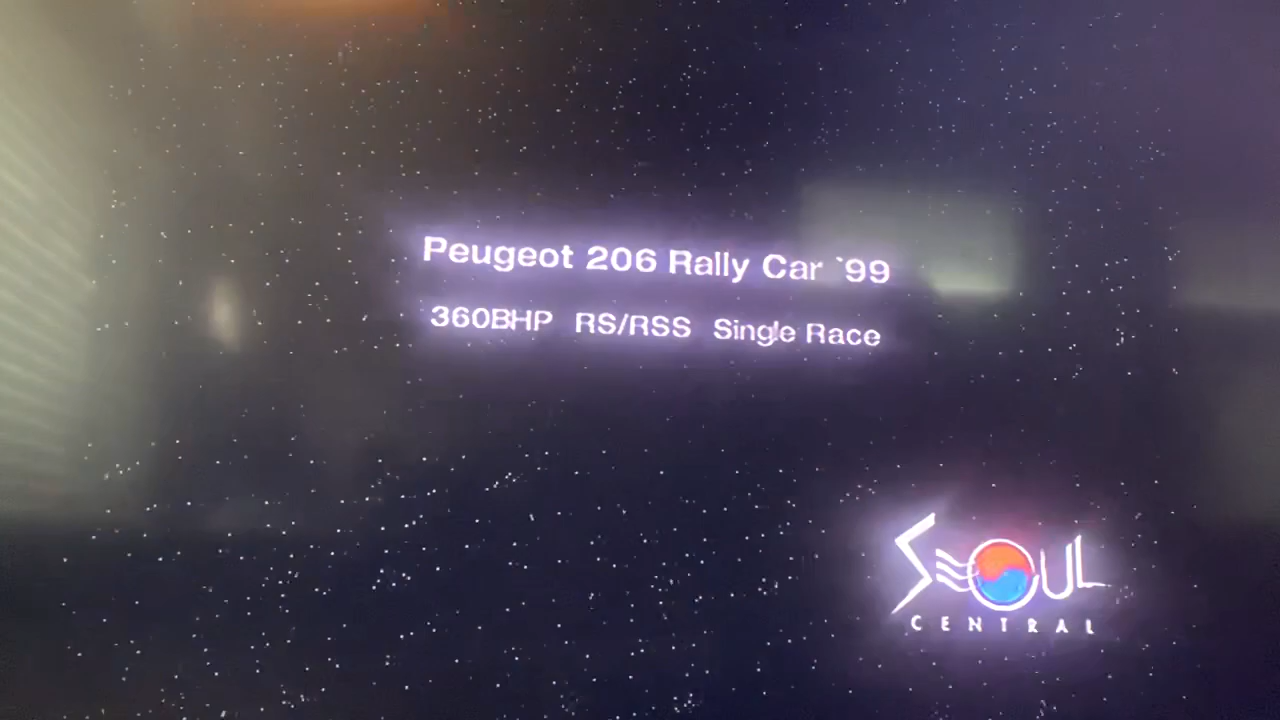 Peugeot 206 Rally Car `99
360BHP RS/RSS Single Race
SEOUL
CENTRAL